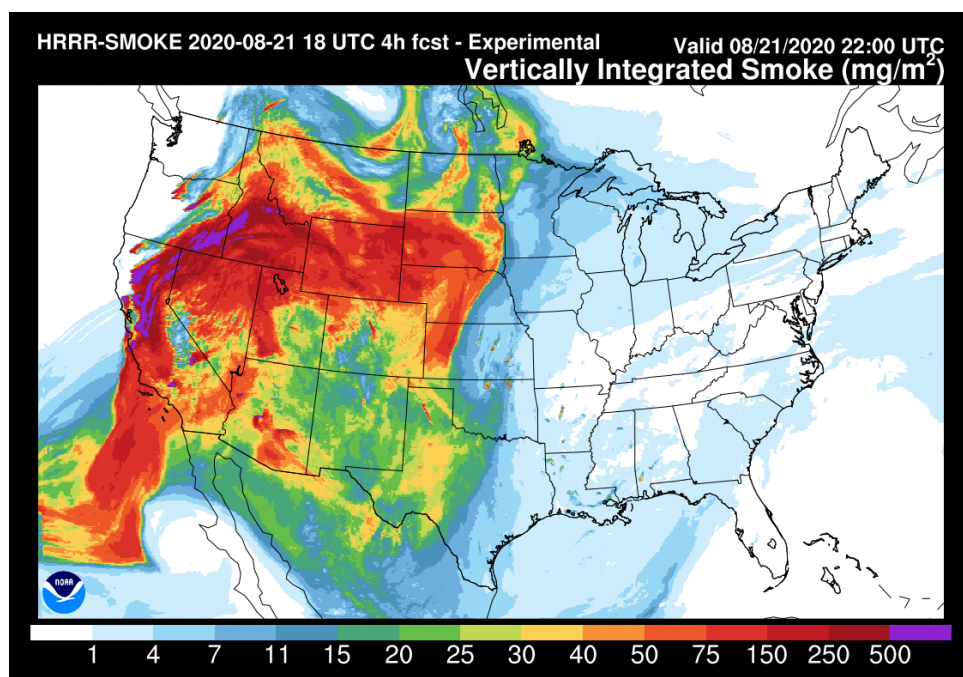 HRRR-SMOKE 2020-08-21 18 UTC 4h fcst - Experimental
Valid 08/21/2020 22:00 UTC
Vertically Integrated Smoke (mg/m²)
NOAA
1 4 7 11 15 20 25 30 40 50 75 150 250 500